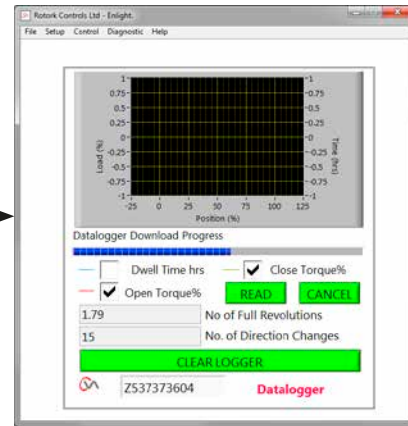 Rotork Controls Ltd - Enlight.
File Setup Control Diagnostic Help
1 1
0.75 0.75
0.5 0.5
0.25 0.25
0 0
-0.25 -0.25
-0.5 -0.5
-0.75 -0.75
-1 -1
Load (%)
Time (hrs)
-25 0 25 50 75 100 125
Position (%)
Datalogger Download Progress
Dwell Time hrs Close Torque%
Open Torque% READ CANCEL
1.79 No of Full Revolutions
15 No. of Direction Changes
CLEAR LOGGER
Z537373604 Datalogger